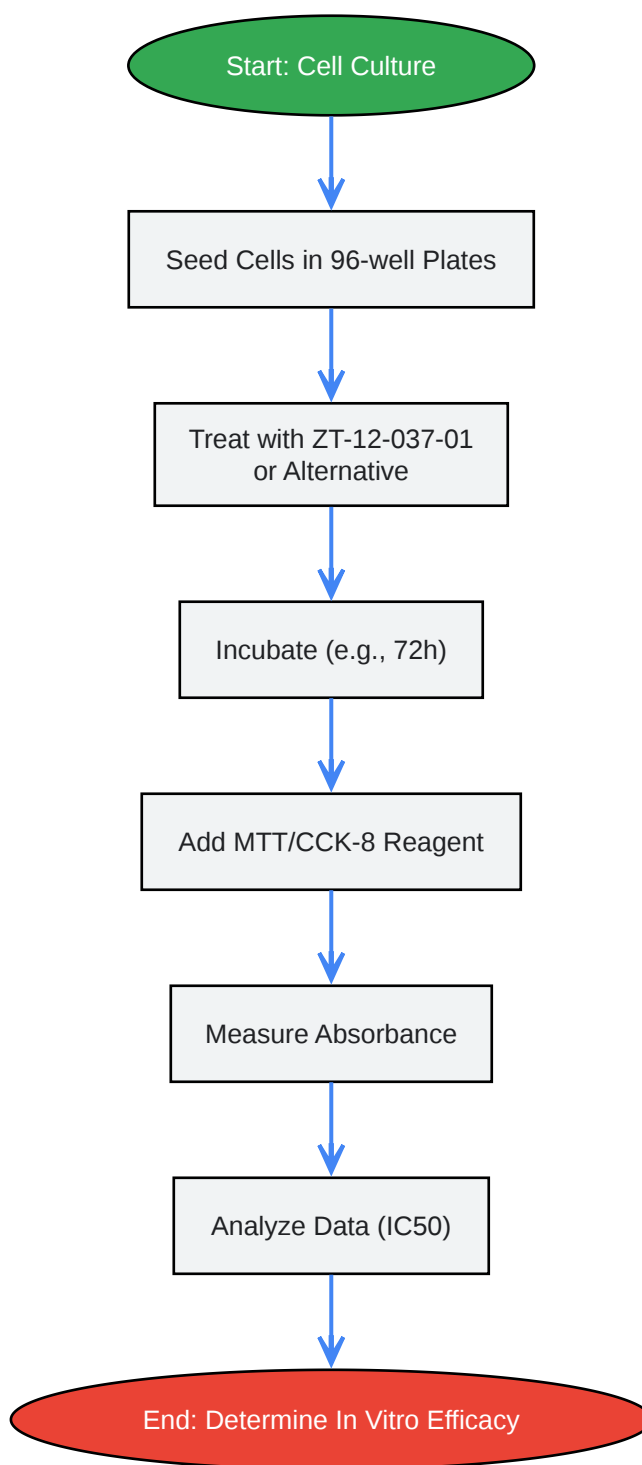 Start: Cell Culture
Seed Cells in 96-well Plates
Treat with ZT-12-037-01
or Alternative
Incubate (e.g., 72h)
Add MTT/CCK-8 Reagent
Measure Absorbance
Analyze Data (IC50)
End: Determine In Vitro Efficacy